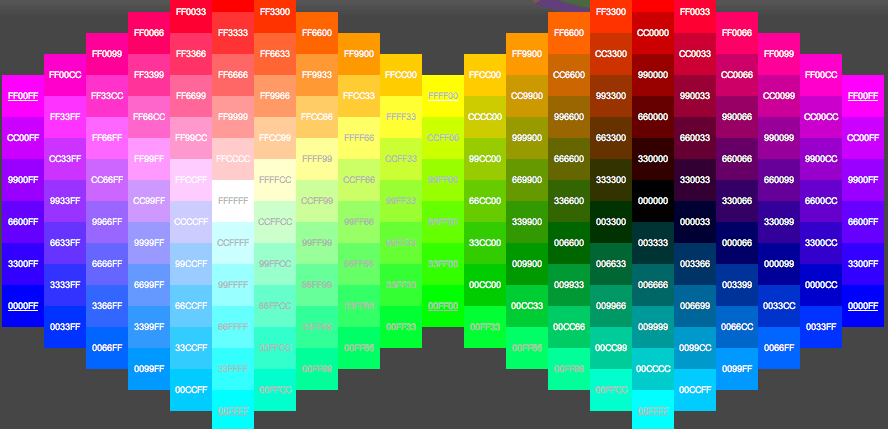 FF0033 FF3300 FF3300 FF0033
FF0066 FF3333 FF6600 FF6600 CC0000 FF0066
FF0099 FF3366 FF6633 FF9900 FF9900 CC3300 CC0033 FF0099
FF00CC FF3399 FF6666 FF9933 FFCC00 FFCC00 CC6600 990000 CC0066 FF00CC
FF00FF FF33CC FF6699 FF9966 FFCC33 FFFF00 CC9900 993300 990033 CC0099 FF00FF
FF33FF FF66CC FF9999 FFCC66 FFFF33 CCCC00 996600 660000 990066 CC00CC
CC00FF FF66FF FF99CC FFCC99 FFFF66 CCFF00 999900 663300 660033 990099 CC00FF
CC33FF FF99FF FFCCCC FFFF99 CCFF33 99CC00 666600 330000 660066 9900CC
9900FF CC66FF FFCCFF FFFFCC CCFF66 99FF00 669900 333300 330033 660099 9900FF
9933FF CC99FF FFFFFF CCFF99 99FF33 66CC00 336600 000000 330066 6600CC
6600FF 9966FF CCCCFF CCFFCC 99FF66 66FF00 339900 003300 000033 330099 6600FF
6633FF 9999FF CCFFFF 99FF99 66FF33 33CC00 006600 003333 000066 3300CC
3300FF 6666FF 99CCFF 99FFCC 66FF66 33FF00 009900 006633 003366 000099 3300FF
3333FF 6699FF 99FFFF 66FF99 33FF33 00CC00 009933 006666 003399 0000CC
0000FF 3366FF 66CCFF 66FFCC 33FF66 00FF00 00CC33 009966 006699 0033CC 0000FF
0033FF 3399FF 66FFFF 33FF99 00FF33 00FF33 00CC66 009999 0066CC 0033FF
0066FF 33CCFF 33FFCC 00FF66 00FF66 00CC99 0099CC 0066FF
0099FF 33FFFF 00FF99 00FF99 00CCCC 0099FF
00CCFF 00FFCC 00FFCC 00CCFF
00FFFF 00FFFF